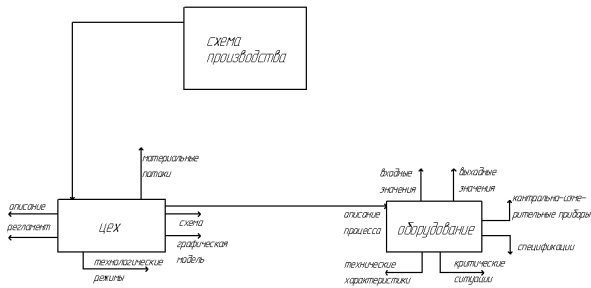 схема
производства
материальные
потоки
входные
значения
выходные
значения
контрольно-изме-
рительные приборы
описание
регламент
цех
схема
графическая
модель
технологические
режимы
описание
процесса
оборудование
спецификации
технические
характеристики
критические
ситуации